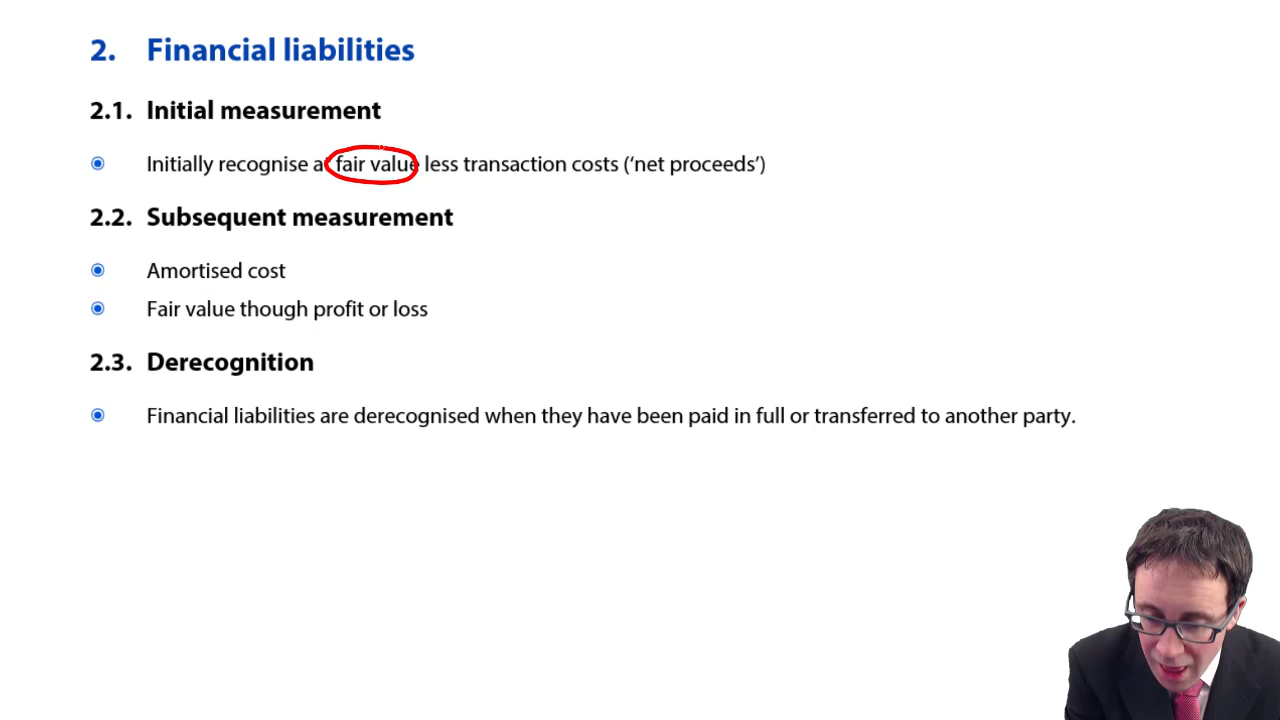 2. Financial liabilities
2.1. Initial measurement
Initially recognise at fair value less transaction costs (‘net proceeds’)
2.2. Subsequent measurement
Amortised cost
Fair value though profit or loss
2.3. Derecognition
Financial liabilities are derecognised when they have been paid in full or transferred to another party.